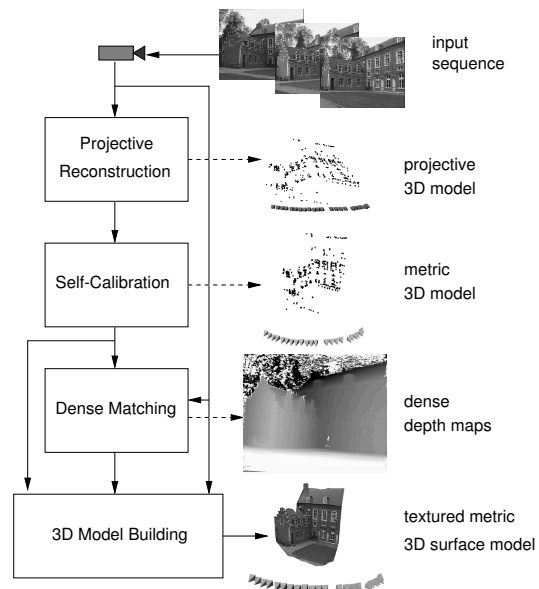 input
sequence
Projective
Reconstruction
projective
3D model
Self-Calibration
metric
3D model
Dense Matching
dense
depth maps
3D Model Building
textured metric
3D surface model